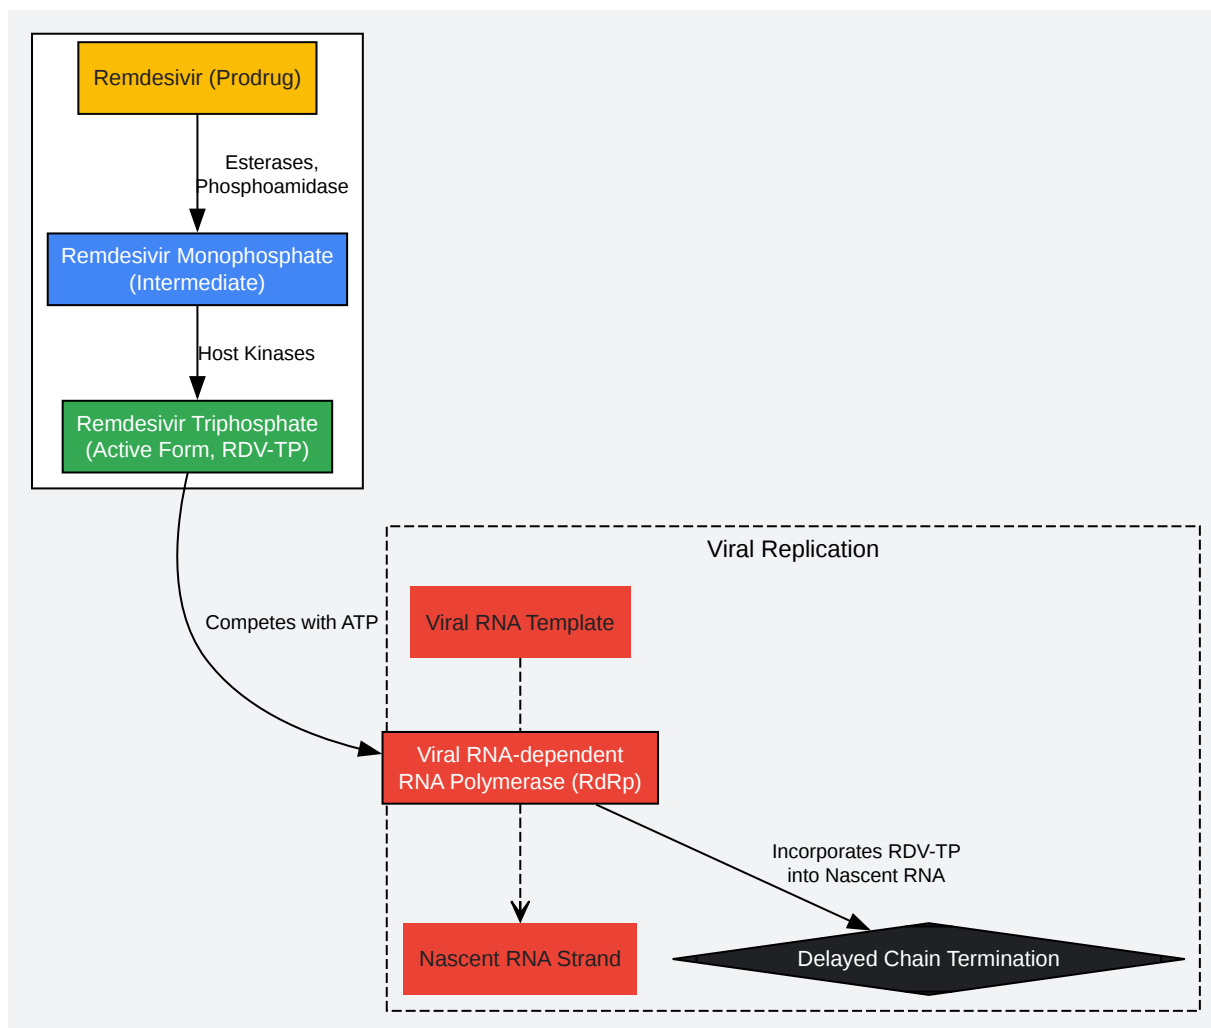 Remdesivir (Prodrug)
Esterases,
Phosphoamidase
Remdesivir Monophosphate
(Intermediate)
Host Kinases
Remdesivir Triphosphate
(Active Form, RDV-TP)
Viral Replication
Competes with ATP
Viral RNA Template
Viral RNA-dependent
RNA Polymerase (RdRp)
Incorporates RDV-TP
into Nascent RNA
Nascent RNA Strand
Delayed Chain Termination